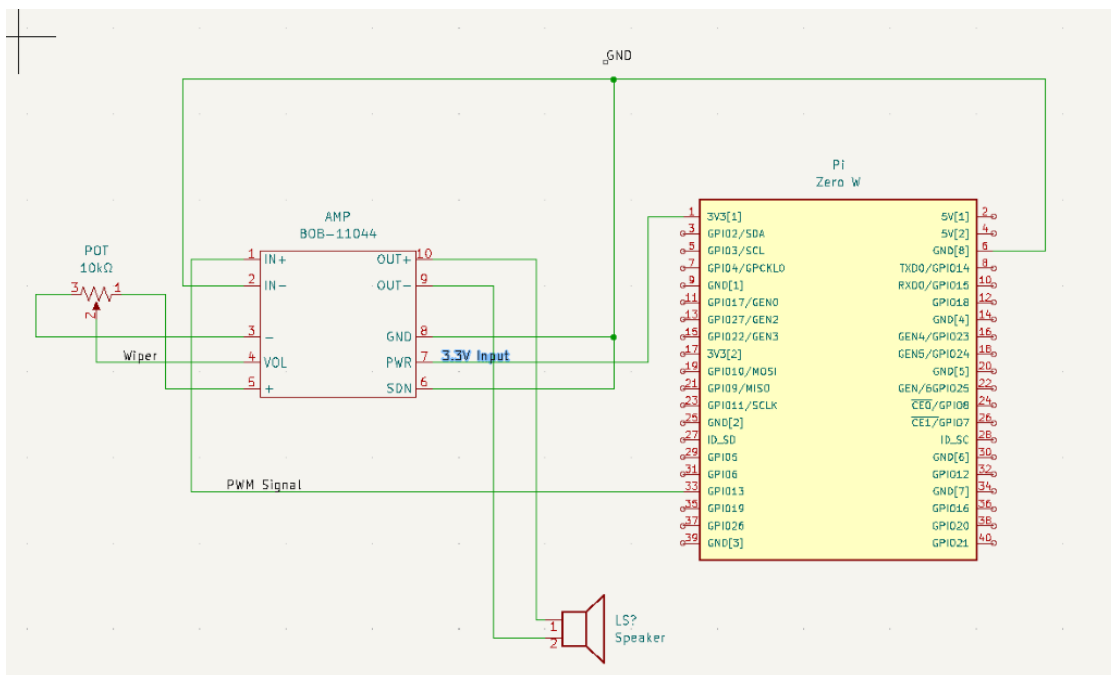 GND
Pi
Zero W
AMP
BOB-11044
POT
10kΩ
3
1
2
Wiper
1 IN+
2 IN-
3 -
4 VOL
5 +
OUT+ 10
OUT- 9
GND 8
PWR 7
SDN 6
3.3V Input
PWM Signal
1 3V3[1] 5V[1] 2
3 GPIO2/SDA 5V[2] 4
5 GPIO3/SCL GND[8] 6
7 GPIO4/GPCKLO TXD0/GPIO14 8
9 GND[1] RXD0/GPIO15 10
11 GPIO17/GEN0 GPIO18 12
13 GPIO27/GEN2 GND[4] 14
15 GPIO22/GEN3 GEN4/GPIO23 16
17 3V3[2] GEN5/GPIO24 18
19 GPIO10/MOSI GND[5] 20
21 GPIO9/MISO GEN/6GPIO25 22
23 GPIO11/SCLK CE0/GPIO8 24
25 GND[2] CE1/GPIO7 26
27 ID_SD ID_SC 28
29 GPIO5 GND[6] 30
31 GPIO6 GPIO12 32
33 GPIO13 GND[7] 34
35 GPIO19 GPIO16 36
37 GPIO26 GPIO20 38
39 GND[3] GPIO21 40
1
2
LS?
Speaker